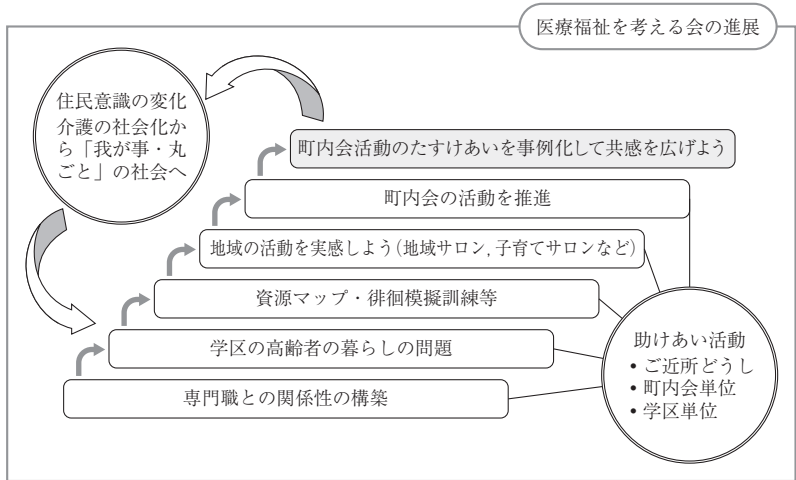 医療福祉を考える会の進展
住民意識の変化
介護の社会化か
ら「我が事・丸
ごと」の社会へ
町内会活動のたすけあいを事例化して共感を広げよう
町内会の活動を推進
地域の活動を実感しよう(地域サロン, 子育てサロンなど)
資源マップ・徘徊模擬訓練等
学区の高齢者の暮らしの問題
専門職との関係性の構築
助けあい活動
• ご近所どうし
• 町内会単位
• 学区単位